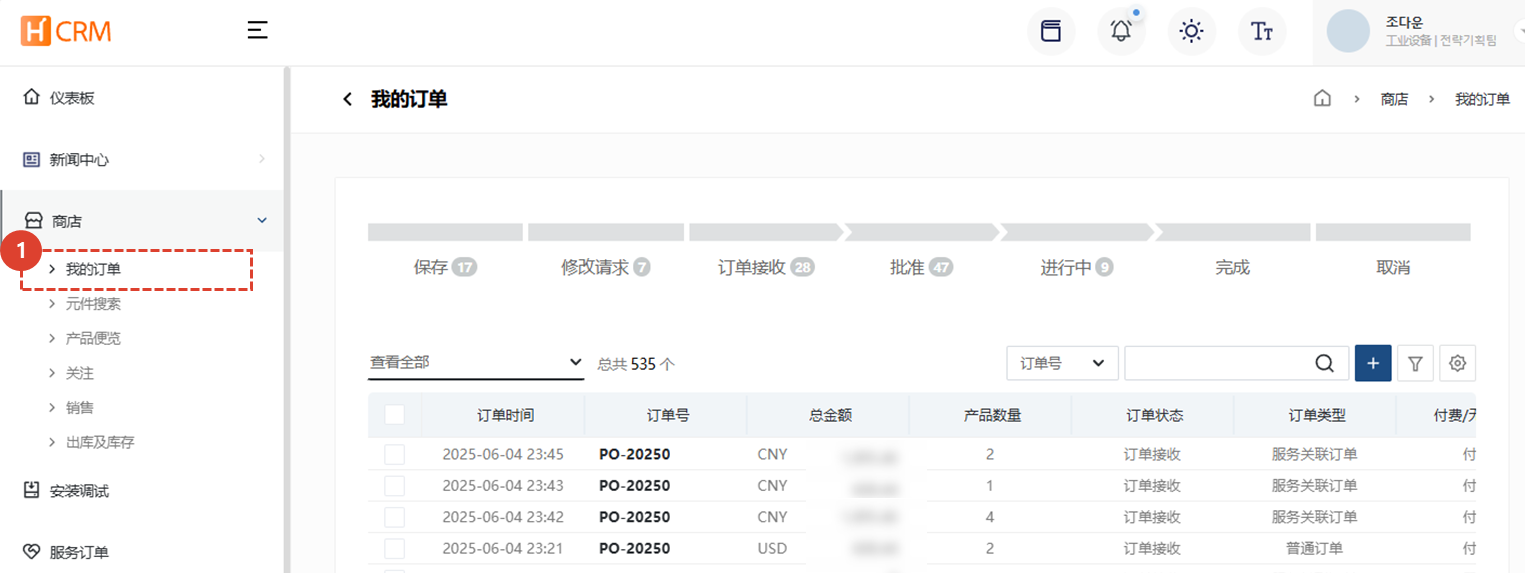 H CRM
조다운
工业设备 | 전략기획팀
仪表板
新闻中心
商店
1
我的订单
元件搜索
产品便览
关注
销售
出库及库存
安装调试
服务订单
我的订单
商店 > 我的订单
保存 17 修改请求 7 订单接收 28 批准 47 进行中 9 完成 取消
查看全部 总共 535 个 订单号
订单时间 订单号 总金额 产品数量 订单状态 订单类型 付费/
2025-06-04 23:45 PO-20250 CNY 2 订单接收 服务关联订单 付
2025-06-04 23:43 PO-20250 CNY 1 订单接收 服务关联订单 付
2025-06-04 23:42 PO-20250 CNY 4 订单接收 服务关联订单 付
2025-06-04 23:21 PO-20250 USD 2 订单接收 普通订单 付